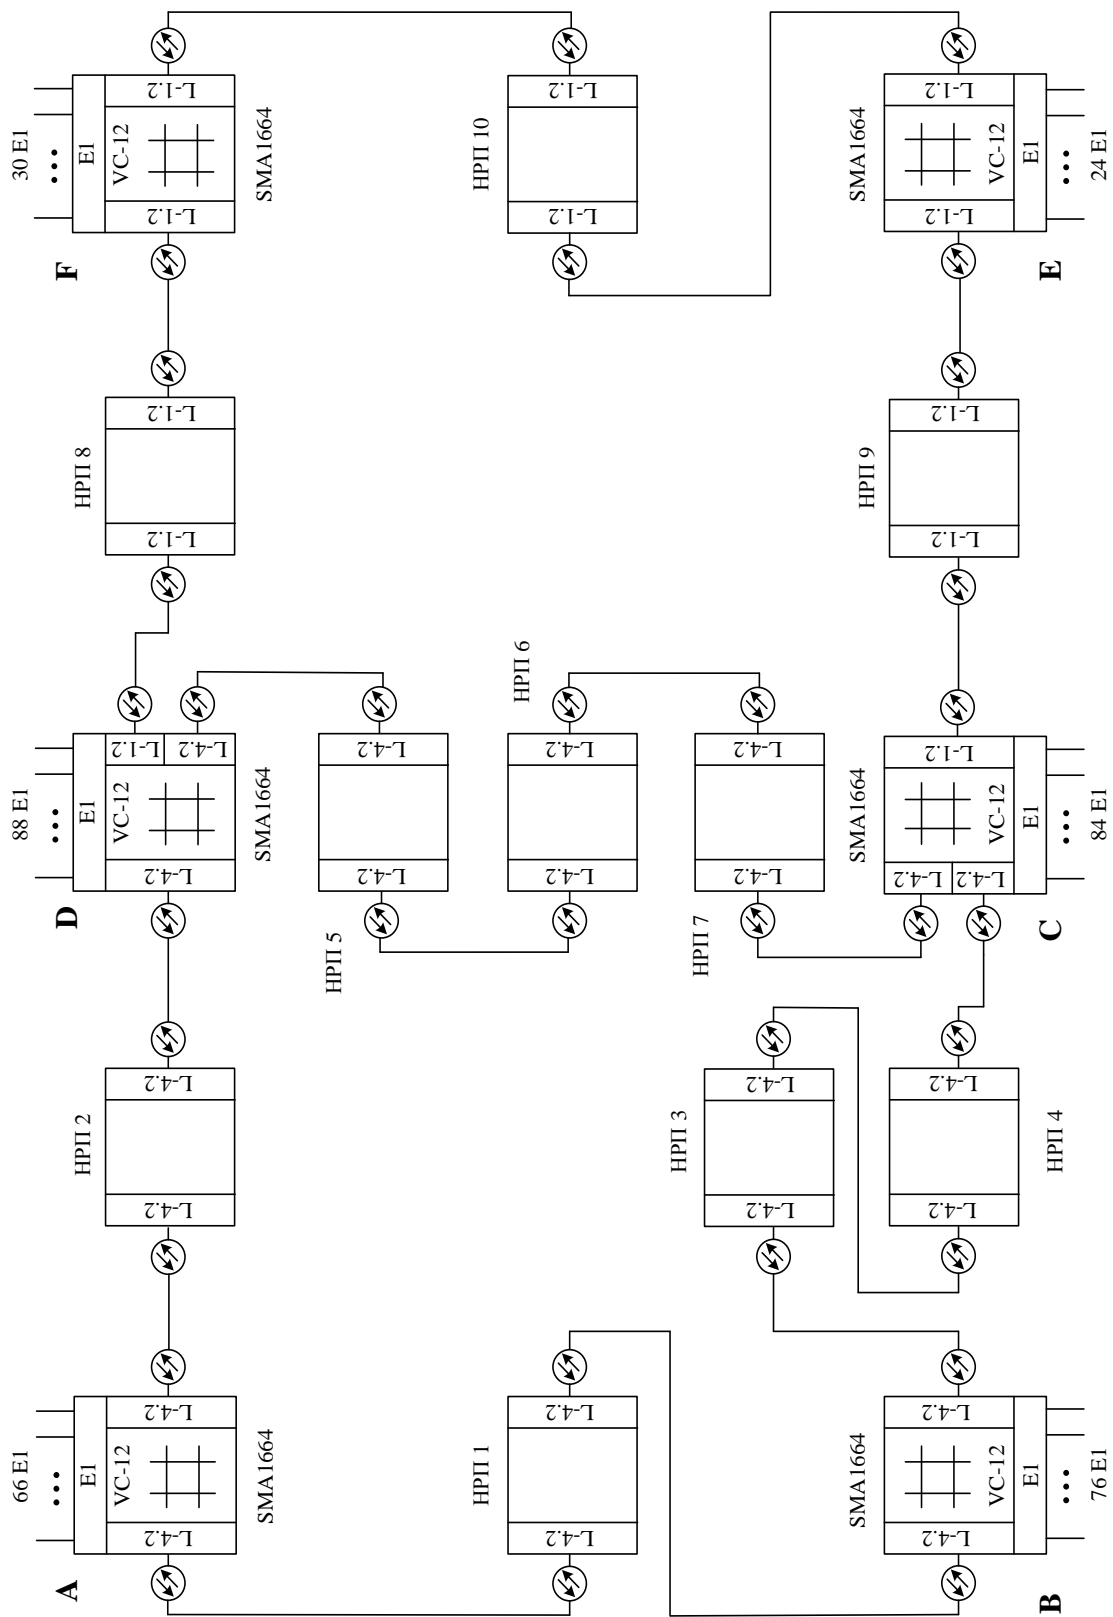 66 E1
...
A
E1
VC-12
L-4.2
L-4.2
SMA1664
НРП 2
L-4.2
L-4.2
88 E1
...
D
E1
VC-12
L-4.2
L-1.2
L-4.2
SMA1664
НРП 8
L-1.2
L-1.2
30 E1
...
F
E1
VC-12
L-1.2
L-1.2
SMA1664
НРП 1
L-4.2
L-4.2
НРП 5
L-4.2
L-4.2
НРП 6
L-4.2
L-4.2
НРП 7
L-4.2
L-4.2
НРП 10
L-1.2
L-1.2
НРП 3
L-4.2
L-4.2
SMA1664
L-4.2
L-4.2
VC-12
E1
B
...
76 E1
L-4.2
L-4.2
НРП 4
SMA1664
L-4.2
L-4.2
L-1.2
VC-12
E1
C
...
84 E1
НРП 9
L-1.2
L-1.2
SMA1664
L-1.2
L-1.2
VC-12
E1
E
...
24 E1